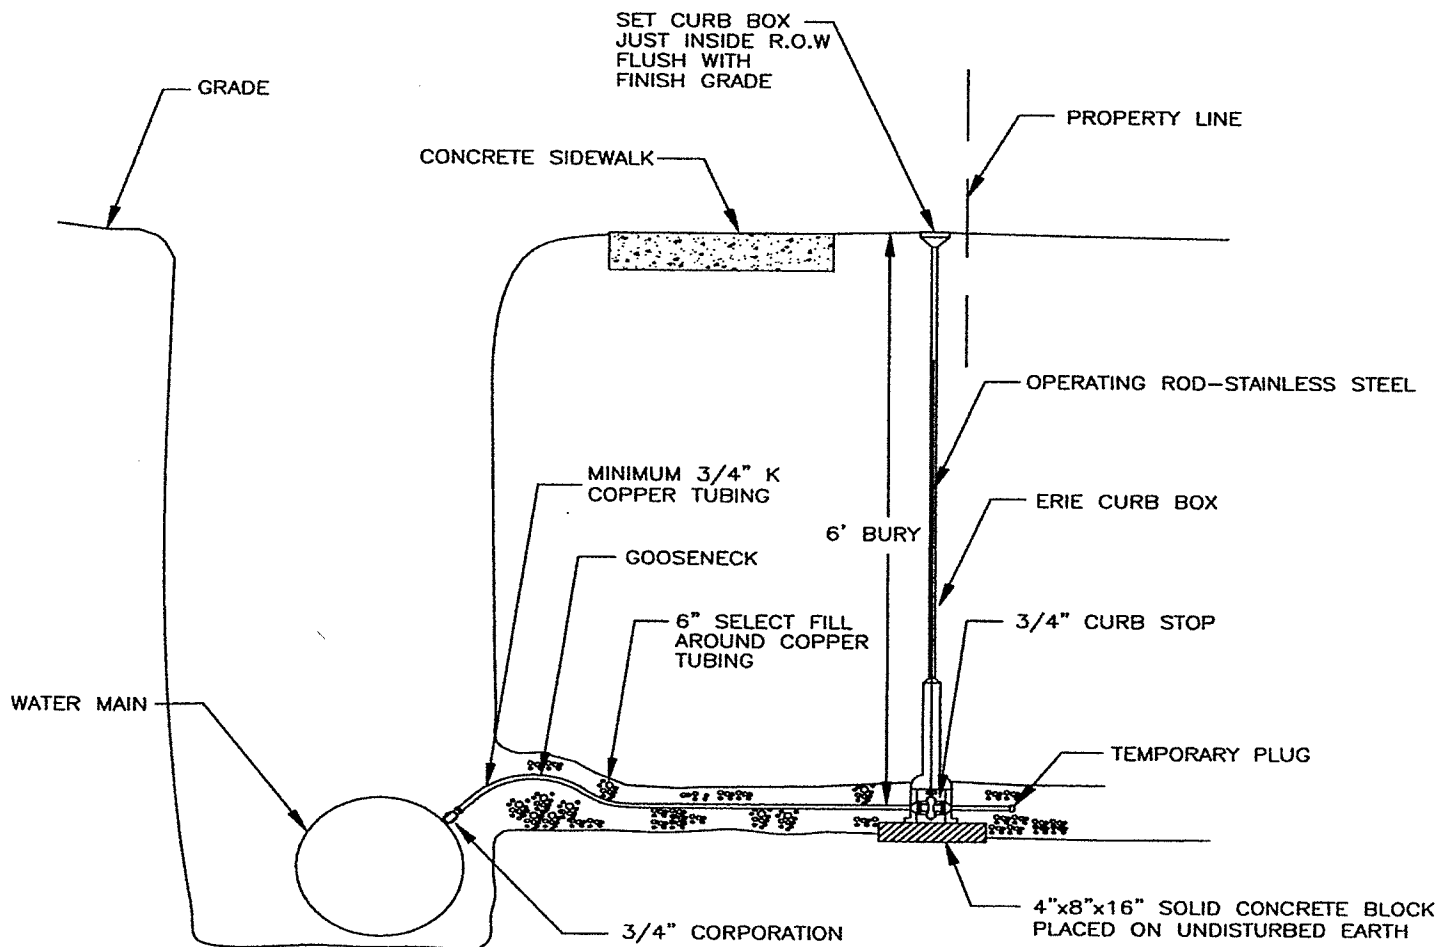 SET CURB BOX
JUST INSIDE R.O.W
FLUSH WITH
FINISH GRADE
GRADE
PROPERTY LINE
CONCRETE SIDEWALK
OPERATING ROD-STAINLESS STEEL
MINIMUM 3/4" K
COPPER TUBING
ERIE CURB BOX
6' BURY
GOOSENECK
6" SELECT FILL
AROUND COPPER
TUBING
3/4" CURB STOP
WATER MAIN
TEMPORARY PLUG
4"x8"x16" SOLID CONCRETE BLOCK
PLACED ON UNDISTURBED EARTH
3/4" CORPORATION